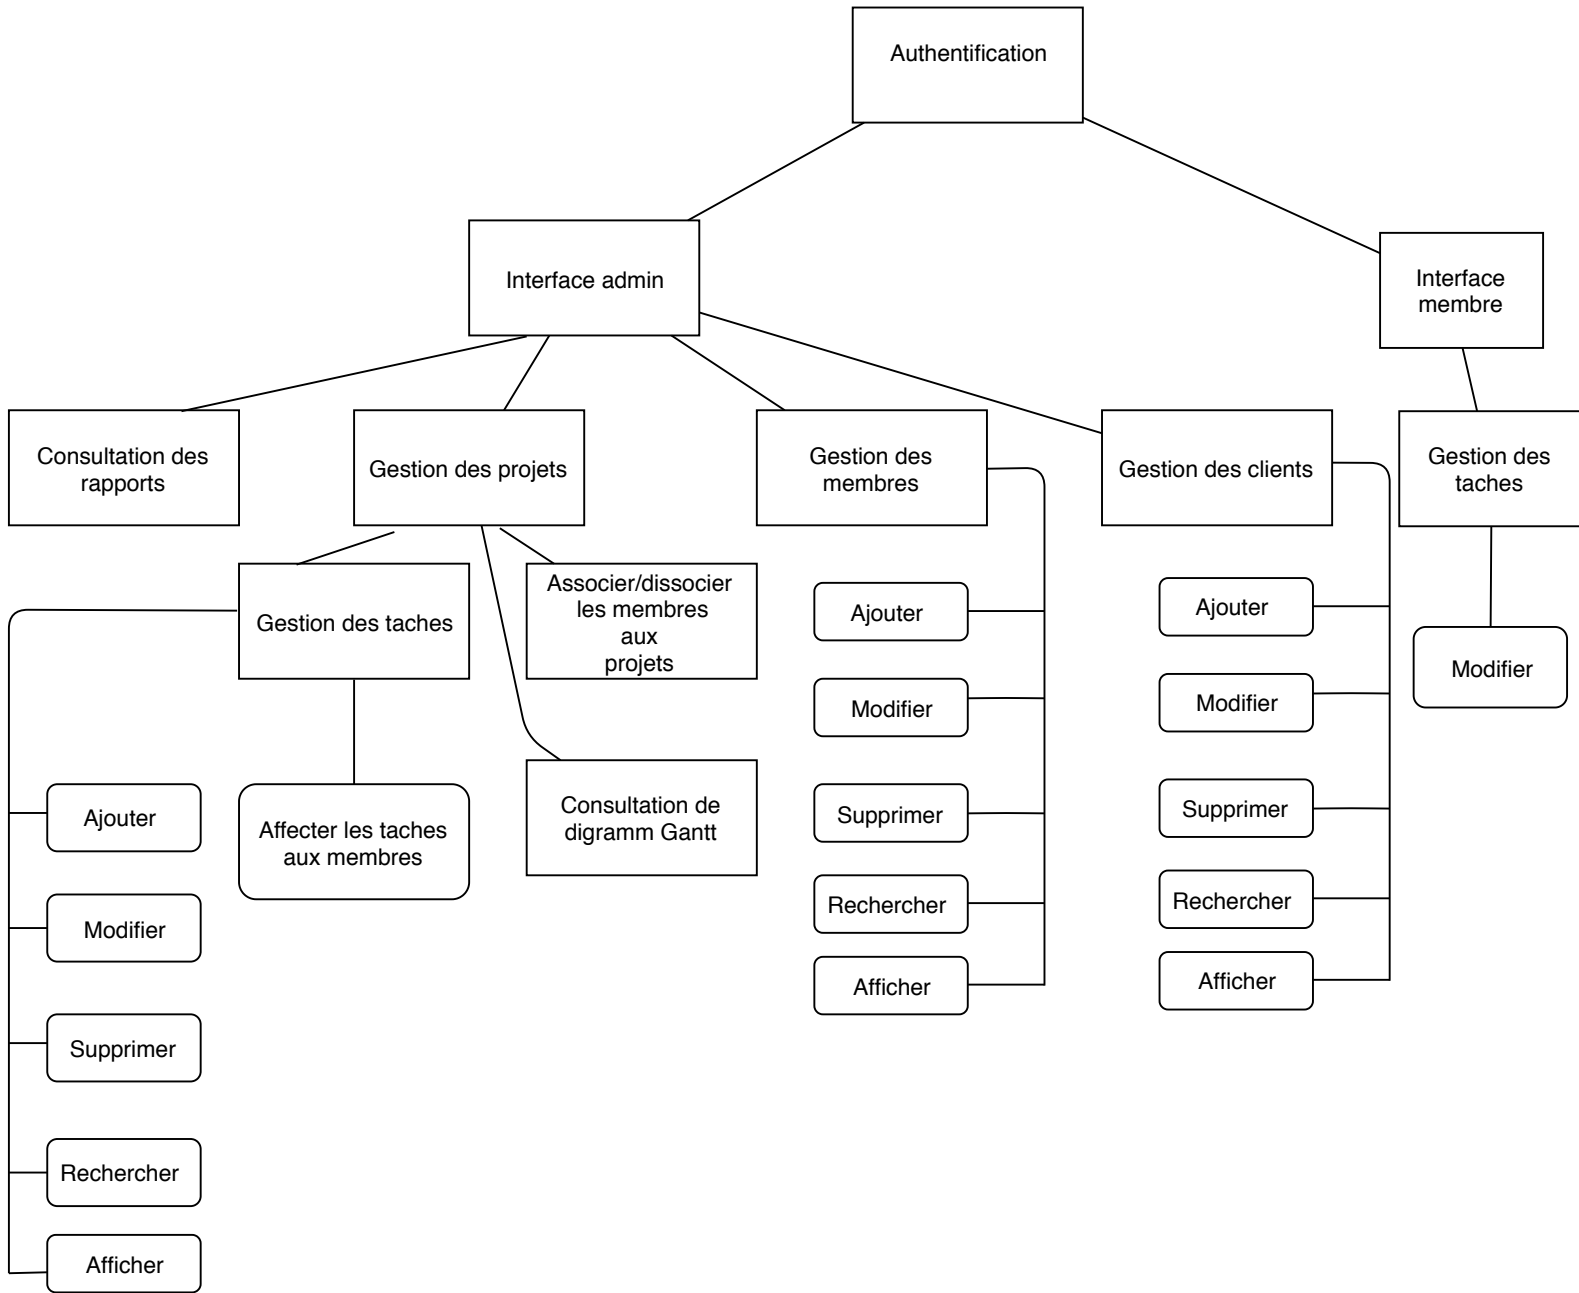 Authentification
Interface admin
Interface
membre
Consultation des
rapports
Gestion des projets
Gestion des
membres
Gestion des clients
Gestion des
taches
Gestion des taches
Associer/dissocier
les membres
aux
projets
Ajouter
Modifier
Supprimer
Rechercher
Afficher
Ajouter
Modifier
Supprimer
Rechercher
Afficher
Modifier
Consultation de
digramm Gantt
Affecter les taches
aux membres
Ajouter
Modifier
Supprimer
Rechercher
Afficher